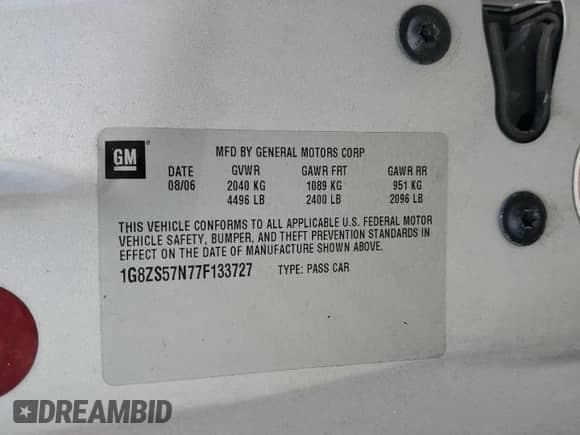 GM ®
MFD BY GENERAL MOTORS CORP
DATE GVWR GAWR FRT GAWR RR
08/06 2040 KG 1089 KG 951 KG
4496 LB 2400 LB 2096 LB
THIS VEHICLE CONFORMS TO ALL APPLICABLE U.S. FEDERAL MOTOR
VEHICLE SAFETY, BUMPER, AND THEFT PREVENTION STANDARDS IN
EFFECT ON THE DATE OF MANUFACTURE SHOWN ABOVE.
1G8ZS57N77F133727 TYPE: PASS CAR
DREAMBID